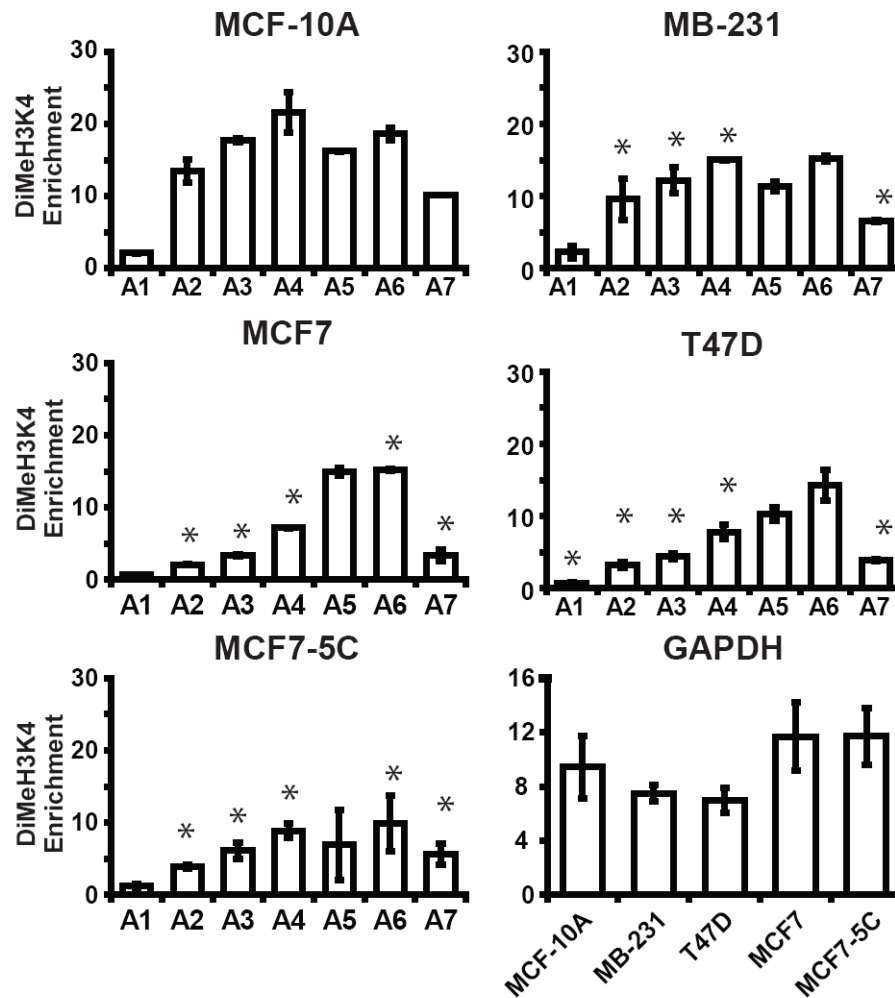 MCF-10A
30
20
10
0
DiMeH3K4
Enrichment
A1 A2 A3 A4 A5 A6 A7
MB-231
30
20
10
0
* * * *
A1 A2 A3 A4 A5 A6 A7
MCF7
30
20
10
0
DiMeH3K4
Enrichment
* * * * *
A1 A2 A3 A4 A5 A6 A7
T47D
30
20
10
0
* * * * *
A1 A2 A3 A4 A5 A6 A7
MCF7-5C
30
20
10
0
DiMeH3K4
Enrichment
* * * * *
A1 A2 A3 A4 A5 A6 A7
GAPDH
16
12
8
4
0
MCF-10A
MB-231
T47D
MCF7
MCF7-5C